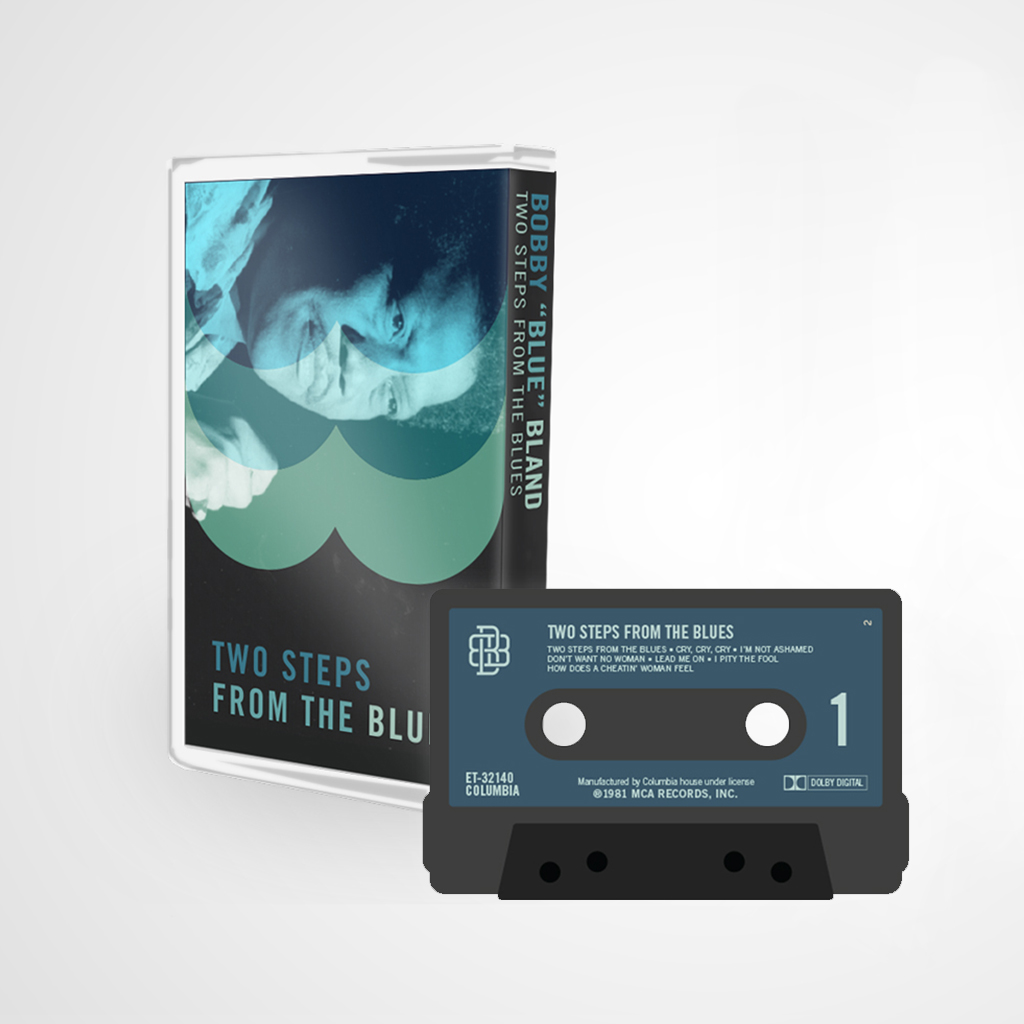 BOBBY “BLUE” BLAND
TWO STEPS FROM THE BLUES
TWO STEPS
FROM THE BLU
TWO STEPS FROM THE BLUES
TWO STEPS FROM THE BLUES • CRY, CRY, CRY • I'M NOT ASHAMED
DON'T WANT NO WOMAN • LEAD ME ON • I PITY THE FOOL
HOW DOES A CHEATIN' WOMAN FEEL
2
1
ET-32140
COLUMBIA
Manufactured by Columbia house under license
℗1981 MCA RECORDS, INC.
DOLBY DIGITAL